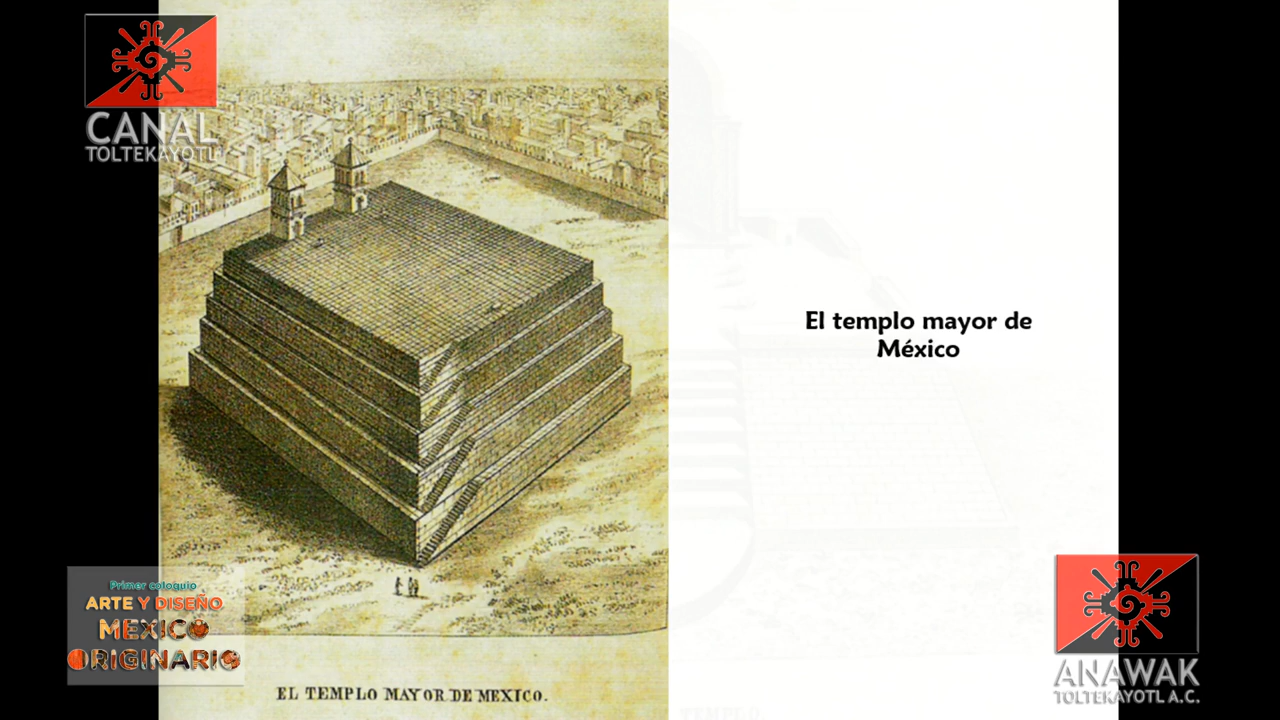 CANAL
TOLTEKAYOTL
El templo mayor de
México
Primer coloquio
ARTE Y DISEÑO
MEXICO
ORIGINARIO
EL TEMPLO MAYOR DE MEXICO.
ANAWAK
TOLTEKAYOTL A.C.
TEMPLO.